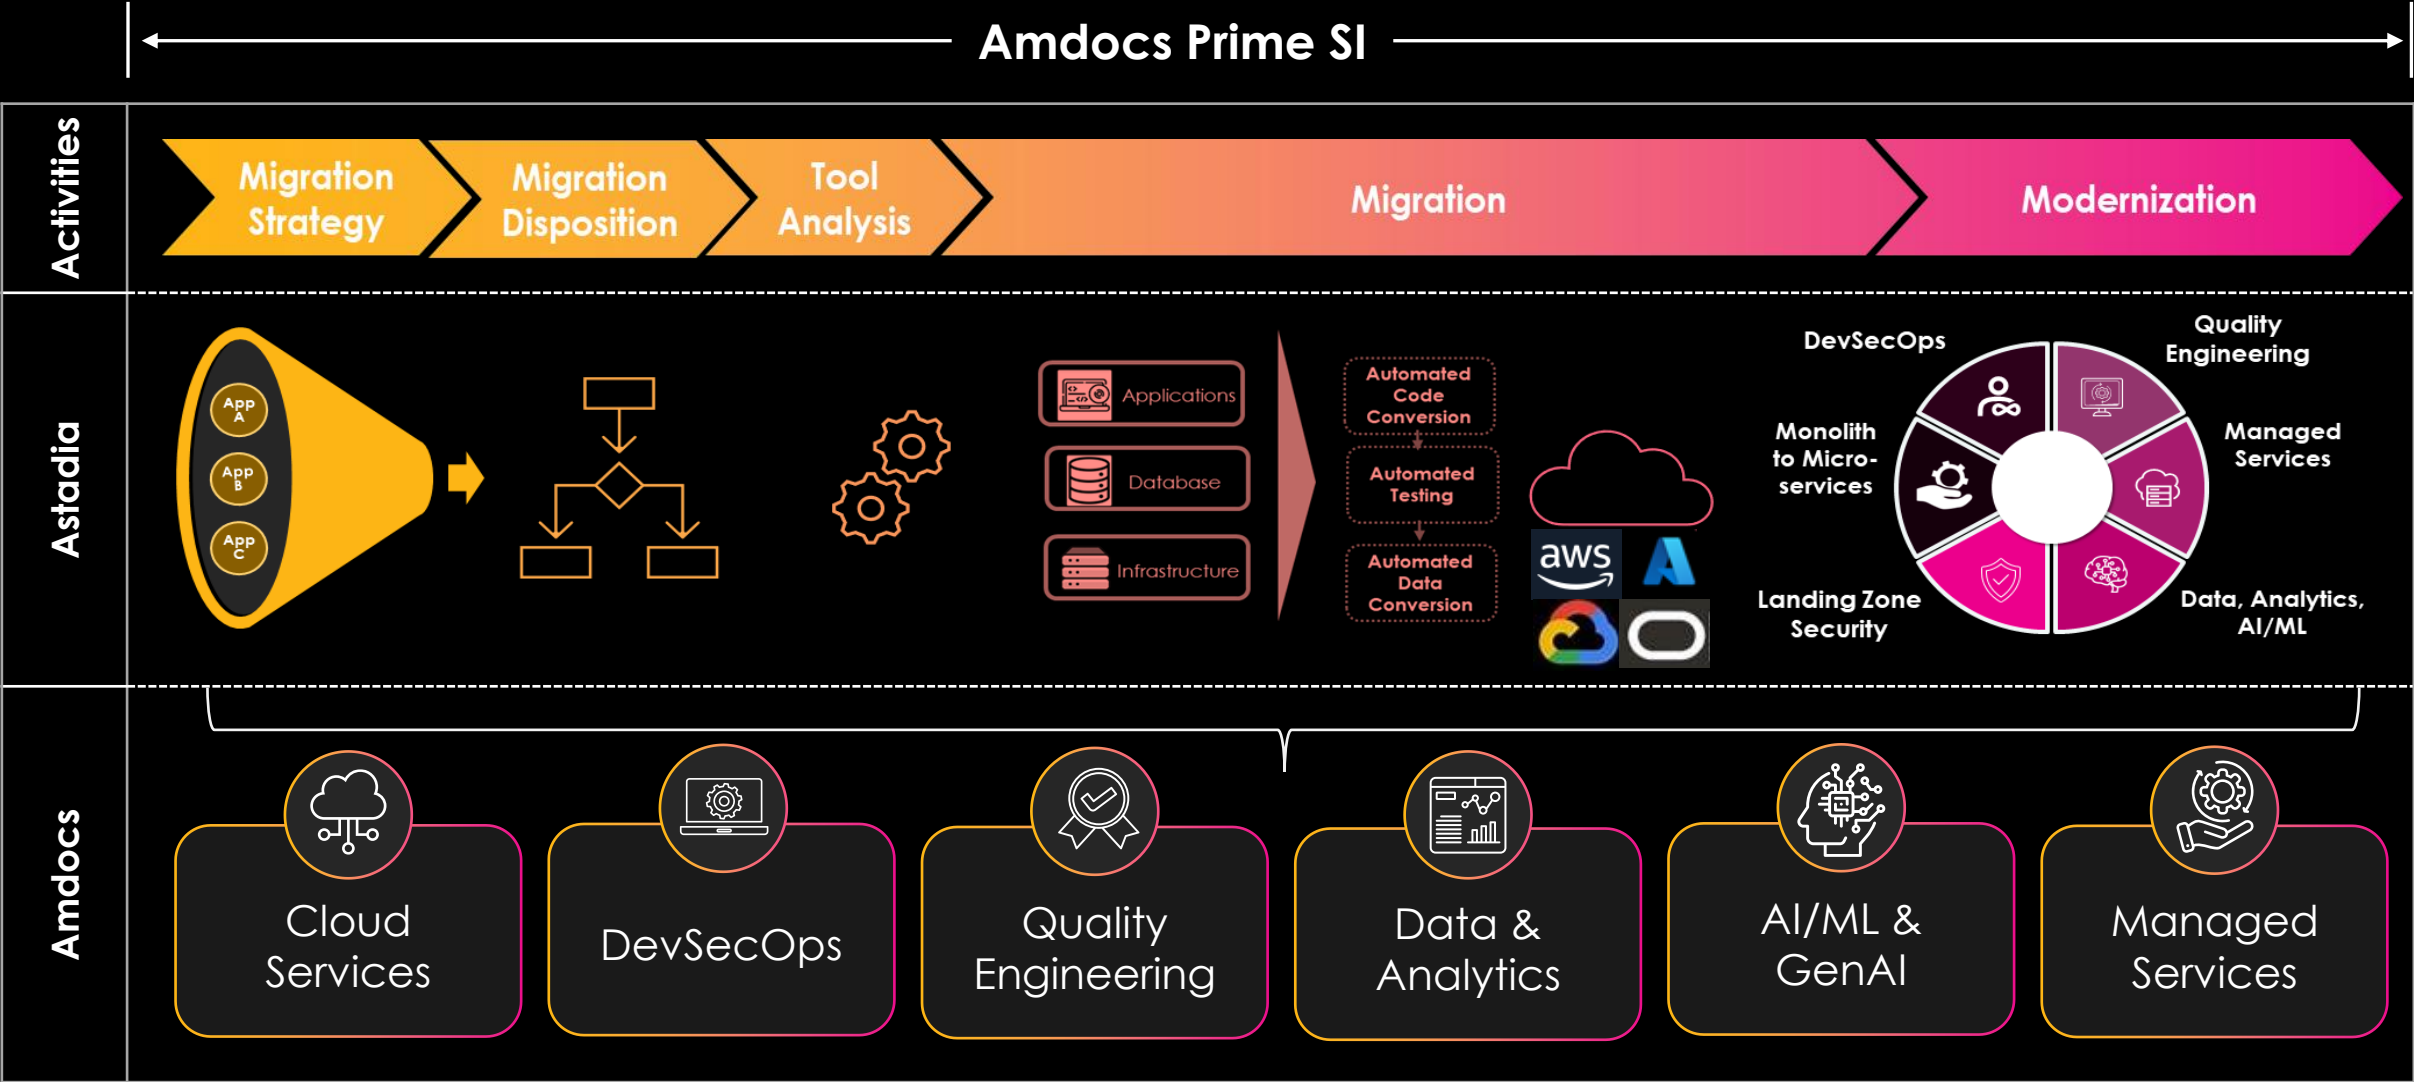 Amdocs Prime SI
Activities
Migration
Strategy
Migration
Disposition
Tool
Analysis
Migration
Modernization
Astadia
App
A
App
B
App
C
Applications
Database
Infrastructure
Automated
Code
Conversion
Automated
Testing
Automated
Data
Conversion
aws
DevSecOps
Quality
Engineering
Monolith
to Micro-
services
Managed
Services
Landing Zone
Security
Data, Analytics,
AI/ML
Amdocs
Cloud
Services
DevSecOps
Quality
Engineering
Data &
Analytics
AI/ML &
GenAI
Managed
Services